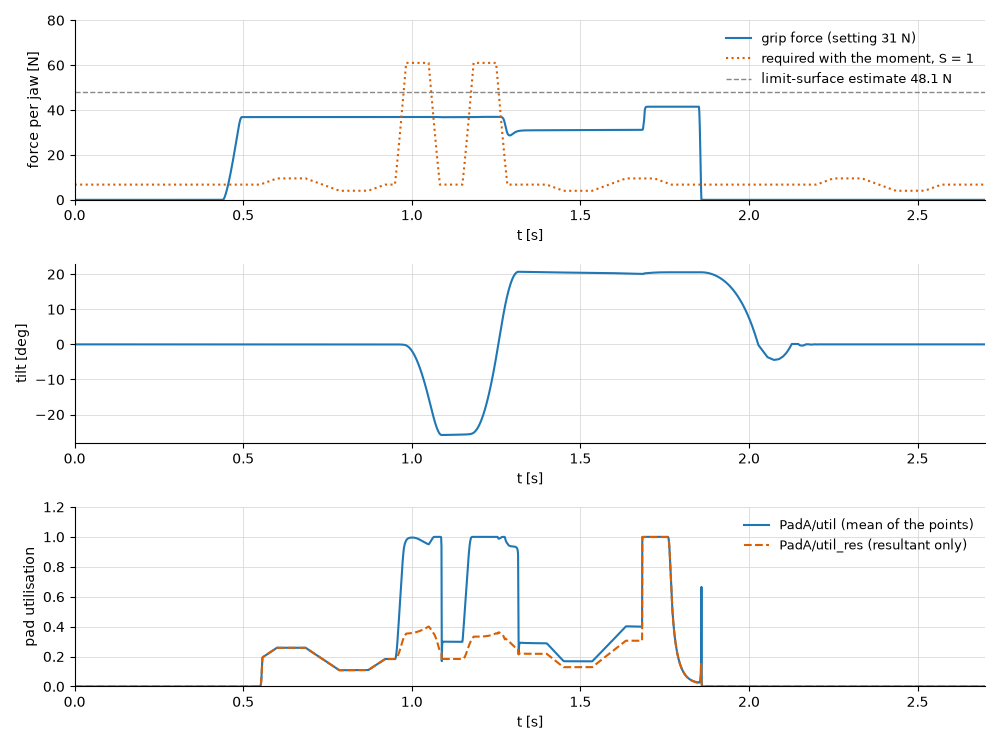 80
60
40
20
0
force per jaw [N]
grip force (setting 31 N)
required with the moment, S = 1
limit-surface estimate 48.1 N
0.0 0.5 1.0 1.5 2.0 2.5
t [s]
20
10
0
−10
−20
tilt [deg]
0.0 0.5 1.0 1.5 2.0 2.5
t [s]
1.2
1.0
0.8
0.6
0.4
0.2
0.0
pad utilisation
PadA/util (mean of the points)
PadA/util_res (resultant only)
0.0 0.5 1.0 1.5 2.0 2.5
t [s]